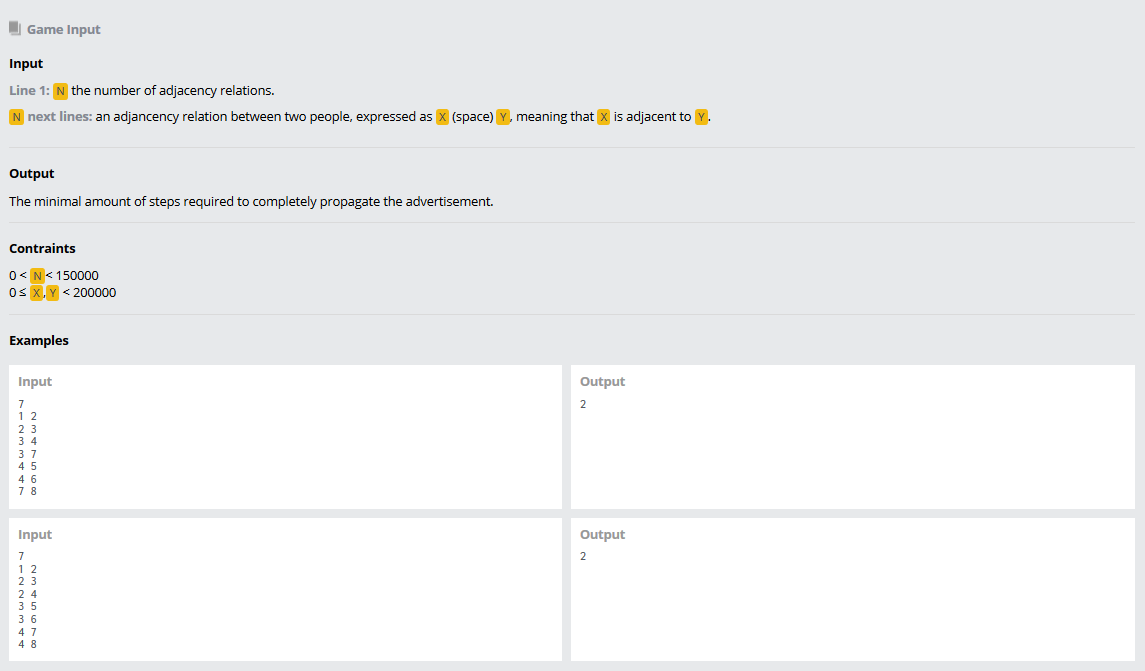 Game Input
Input
Line 1: N the number of adjacency relations.
N next lines: an adjancency relation between two people, expressed as X (space) Y, meaning that X is adjacent to Y.
Output
The minimal amount of steps required to completely propagate the advertisement.
Contraints
0 < N < 150000
0 ≤ X, Y < 200000
Examples
Input
7
1 2
2 3
3 4
3 7
4 5
4 6
7 8
Output
2
Input
7
1 2
2 3
2 4
3 5
3 6
4 7
4 8
Output
2